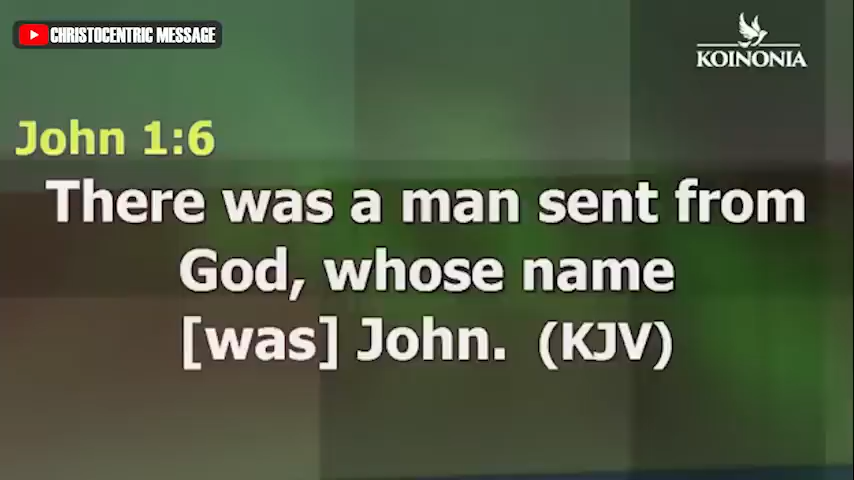 CHRISTOCENTRIC MESSAGE
KOINONIA
John 1:6
There was a man sent from
God, whose name
[was] John. (KJV)